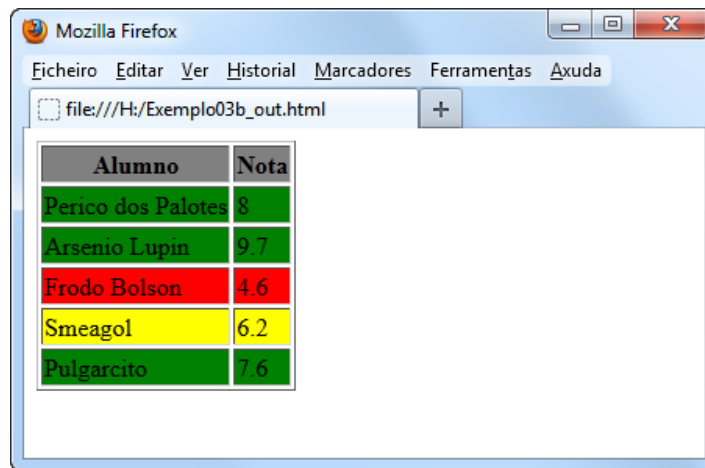 Mozilla Firefox
Ficheiro Editar Ver Historial Marcadores Ferramentas Axuda
file:///H:/Exemplo03b_out.html
Alumno Nota
Perico dos Palotes 8
Arsenio Lupin 9.7
Frodo Bolson 4.6
Smeagol 6.2
Pulgarcito 7.6